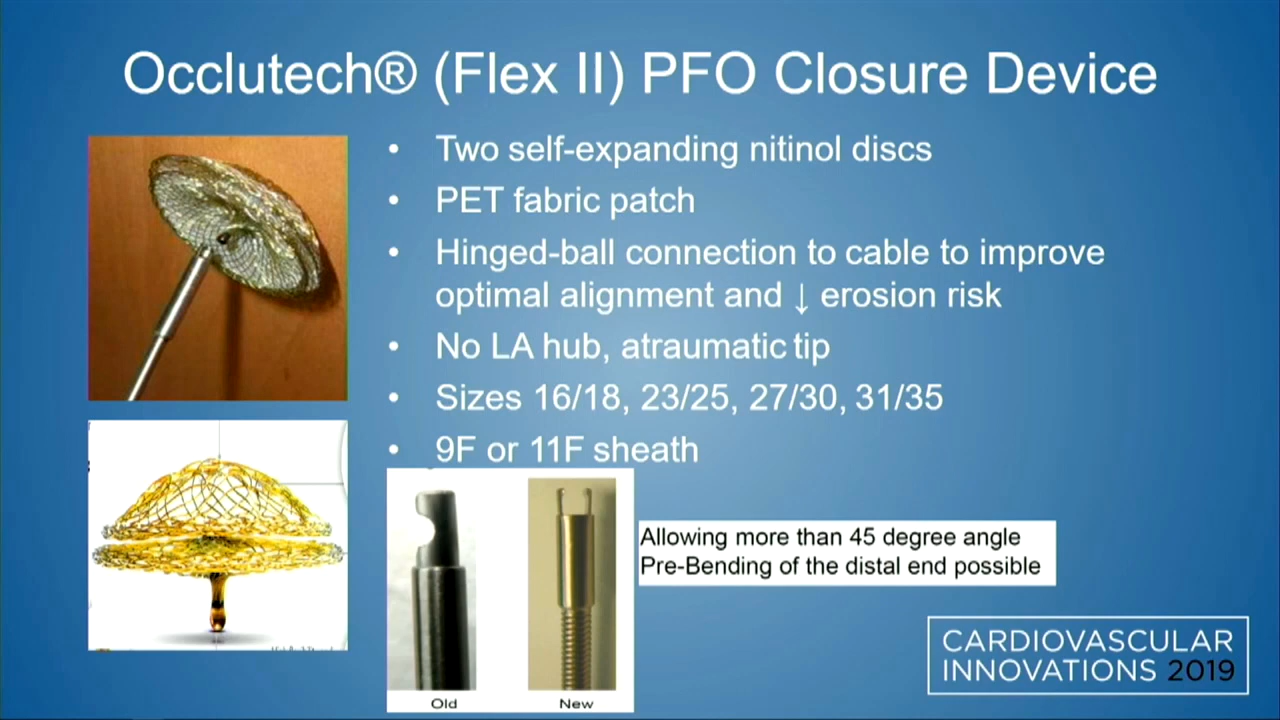 Occlutech® (Flex II) PFO Closure Device
• Two self-expanding nitinol discs
• PET fabric patch
• Hinged-ball connection to cable to improve
optimal alignment and ↓ erosion risk
• No LA hub, atraumatic tip
• Sizes 16/18, 23/25, 27/30, 31/35
• 9F or 11F sheath
Allowing more than 45 degree angle
Pre-Bending of the distal end possible
Old
New
CARDIOVASCULAR
INNOVATIONS 2019